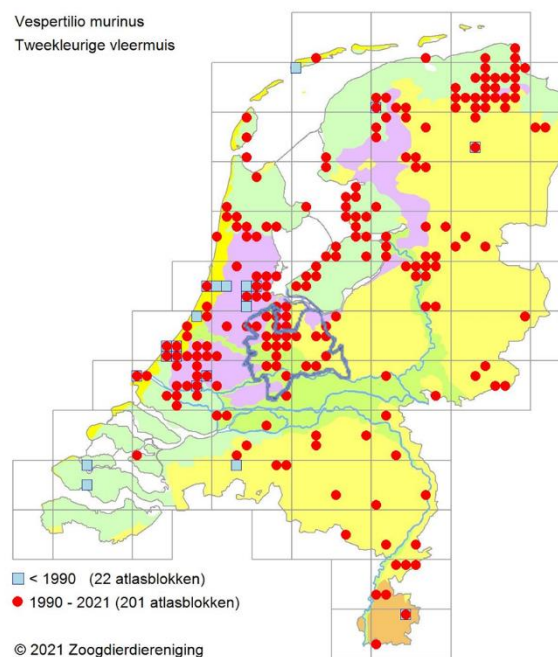 Vespertilio murinus
Tweekleurige vleermuis
< 1990 (22 atlasblokken)
1990 - 2021 (201 atlasblokken)
© 2021 Zoogdiervereniging